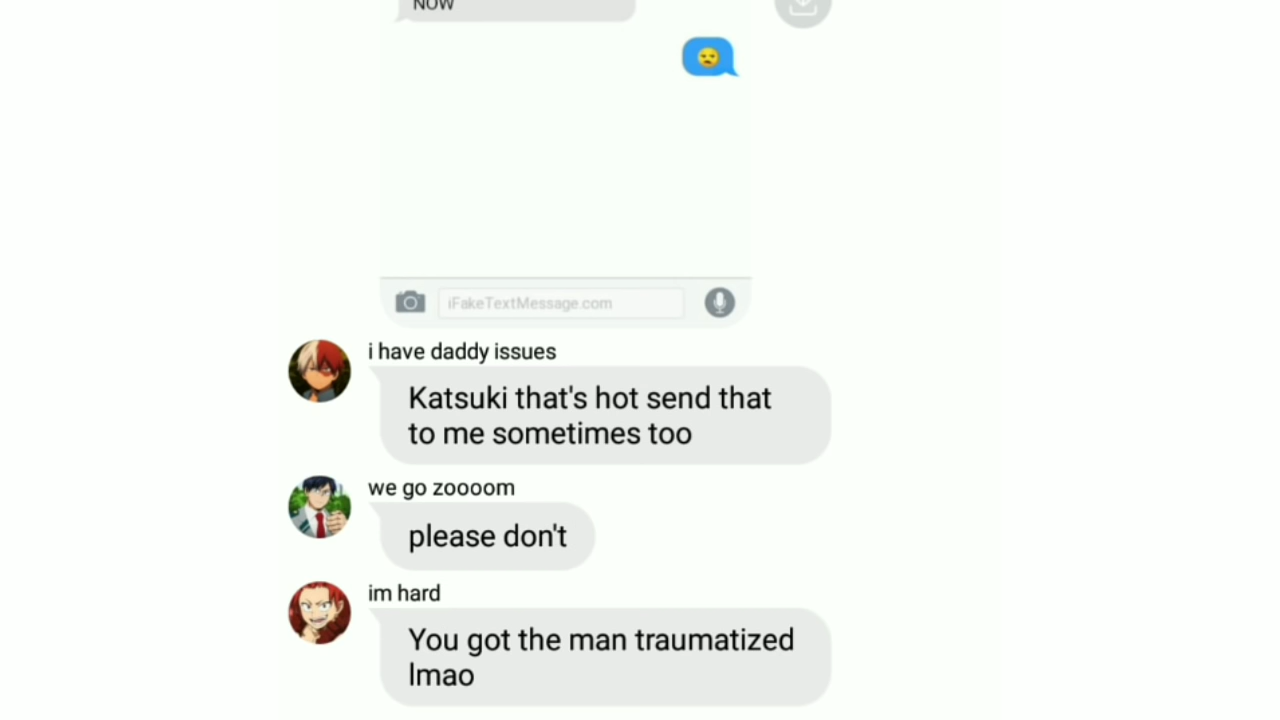 NOW
iFakeTextMessage.com
i have daddy issues
Katsuki that's hot send that
to me sometimes too
we go zoooom
please don't
im hard
You got the man traumatized
lmao